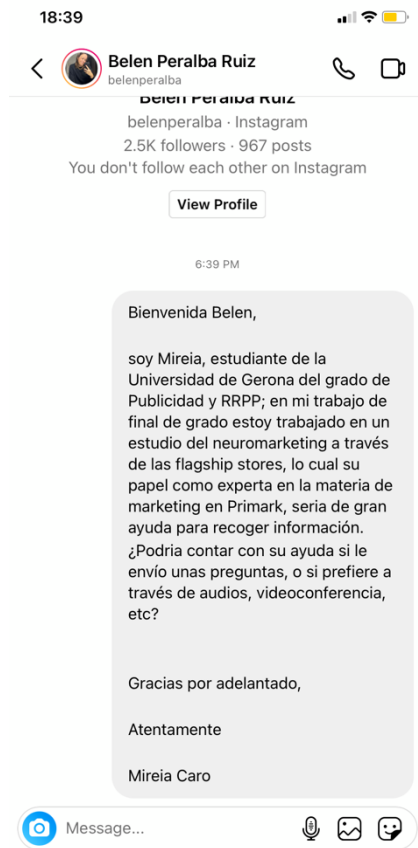 18:39
Belen Peralba Ruiz
belenperalba
Belen Peralba Ruiz
belenperalba · Instagram
2.5K followers · 967 posts
You don't follow each other on Instagram
View Profile
6:39 PM
Bienvenida Belen,
soy Mireia, estudiante de la
Universidad de Gerona del grado de
Publicidad y RRPP; en mi trabajo de
final de grado estoy trabajado en un
estudio del neuromarketing a través
de las flagship stores, lo cual su
papel como experta en la materia de
marketing en Primark, seria de gran
ayuda para recoger información.
¿Podria contar con su ayuda si le
envío unas preguntas, o si prefiere a
través de audios, videoconferencia,
etc?
Gracias por adelantado,
Atentamente
Mireia Caro
Message...